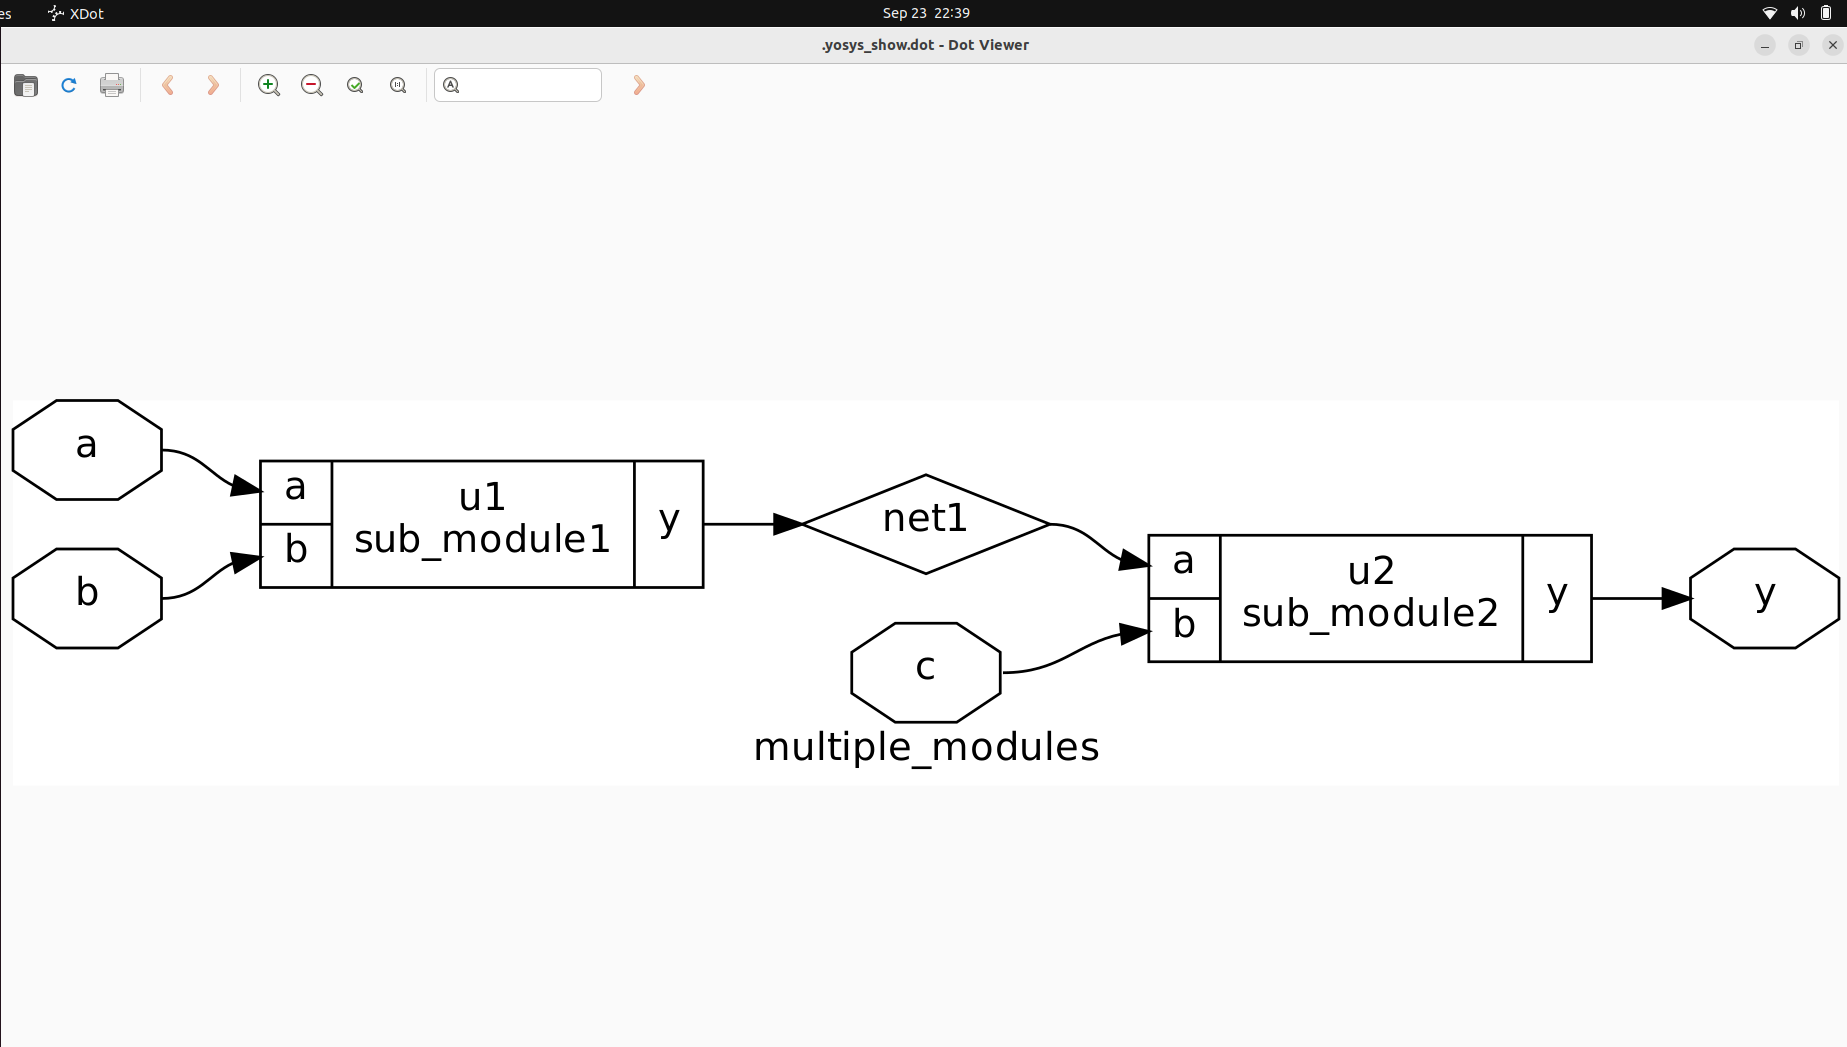 es XDot Sep 23 22:39
.yosys_show.dot - Dot Viewer
a
b
a
b
u1
sub_module1
y
net1
c
a
b
u2
sub_module2
y
y
multiple_modules